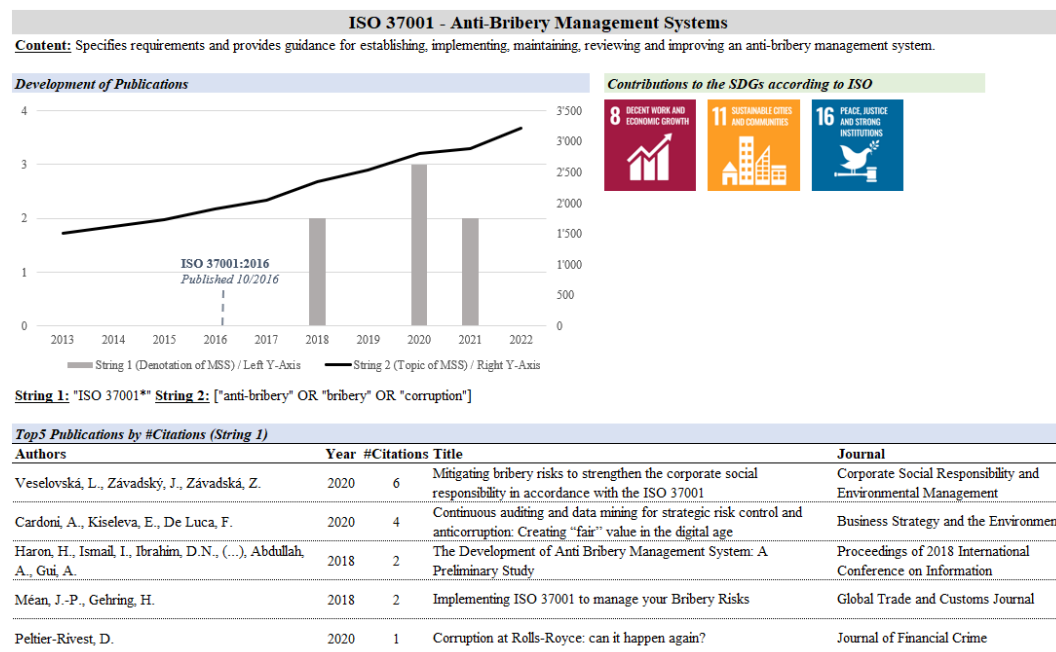 ISO 37001 - Anti-Bribery Management Systems
Content: Specifies requirements and provides guidance for establishing, implementing, maintaining, reviewing and improving an anti-bribery management system.
Development of Publications
Contributions to the SDGs according to ISO
4
3
2
1
0
3'500
3'000
2'500
2'000
1'500
1'000
500
0
ISO 37001:2016
Published 10/2016
2013 2014 2015 2016 2017 2018 2019 2020 2021 2022
String 1 (Denotation of MSS) / Left Y-Axis
String 2 (Topic of MSS) / Right Y-Axis
8 DECENT WORK AND
ECONOMIC GROWTH
11 SUSTAINABLE CITIES
AND COMMUNITIES
16 PEACE, JUSTICE
AND STRONG
INSTITUTIONS
String 1: "ISO 37001*" String 2: ["anti-bribery" OR "bribery" OR "corruption"]
Top5 Publications by #Citations (String 1)
Authors Year #Citations Title Journal
Veselovská, L., Závadský, J., Závadská, Z. 2020 6
Mitigating bribery risks to strengthen the corporate social
responsibility in accordance with the ISO 37001
Corporate Social Responsibility and
Environmental Management
Cardoni, A., Kiseleva, E., De Luca, F. 2020 4
Continuous auditing and data mining for strategic risk control and
anticorruption: Creating “fair” value in the digital age
Business Strategy and the Environmen
Haron, H., Ismail, I., Ibrahim, D.N., (...), Abdullah,
A., Gui, A.
2018 2
The Development of Anti Bribery Management System: A
Preliminary Study
Proceedings of 2018 International
Conference on Information
Méan, J.-P., Gehring, H. 2018 2 Implementing ISO 37001 to manage your Bribery Risks Global Trade and Customs Journal
Peltier-Rivest, D. 2020 1 Corruption at Rolls-Royce: can it happen again? Journal of Financial Crime